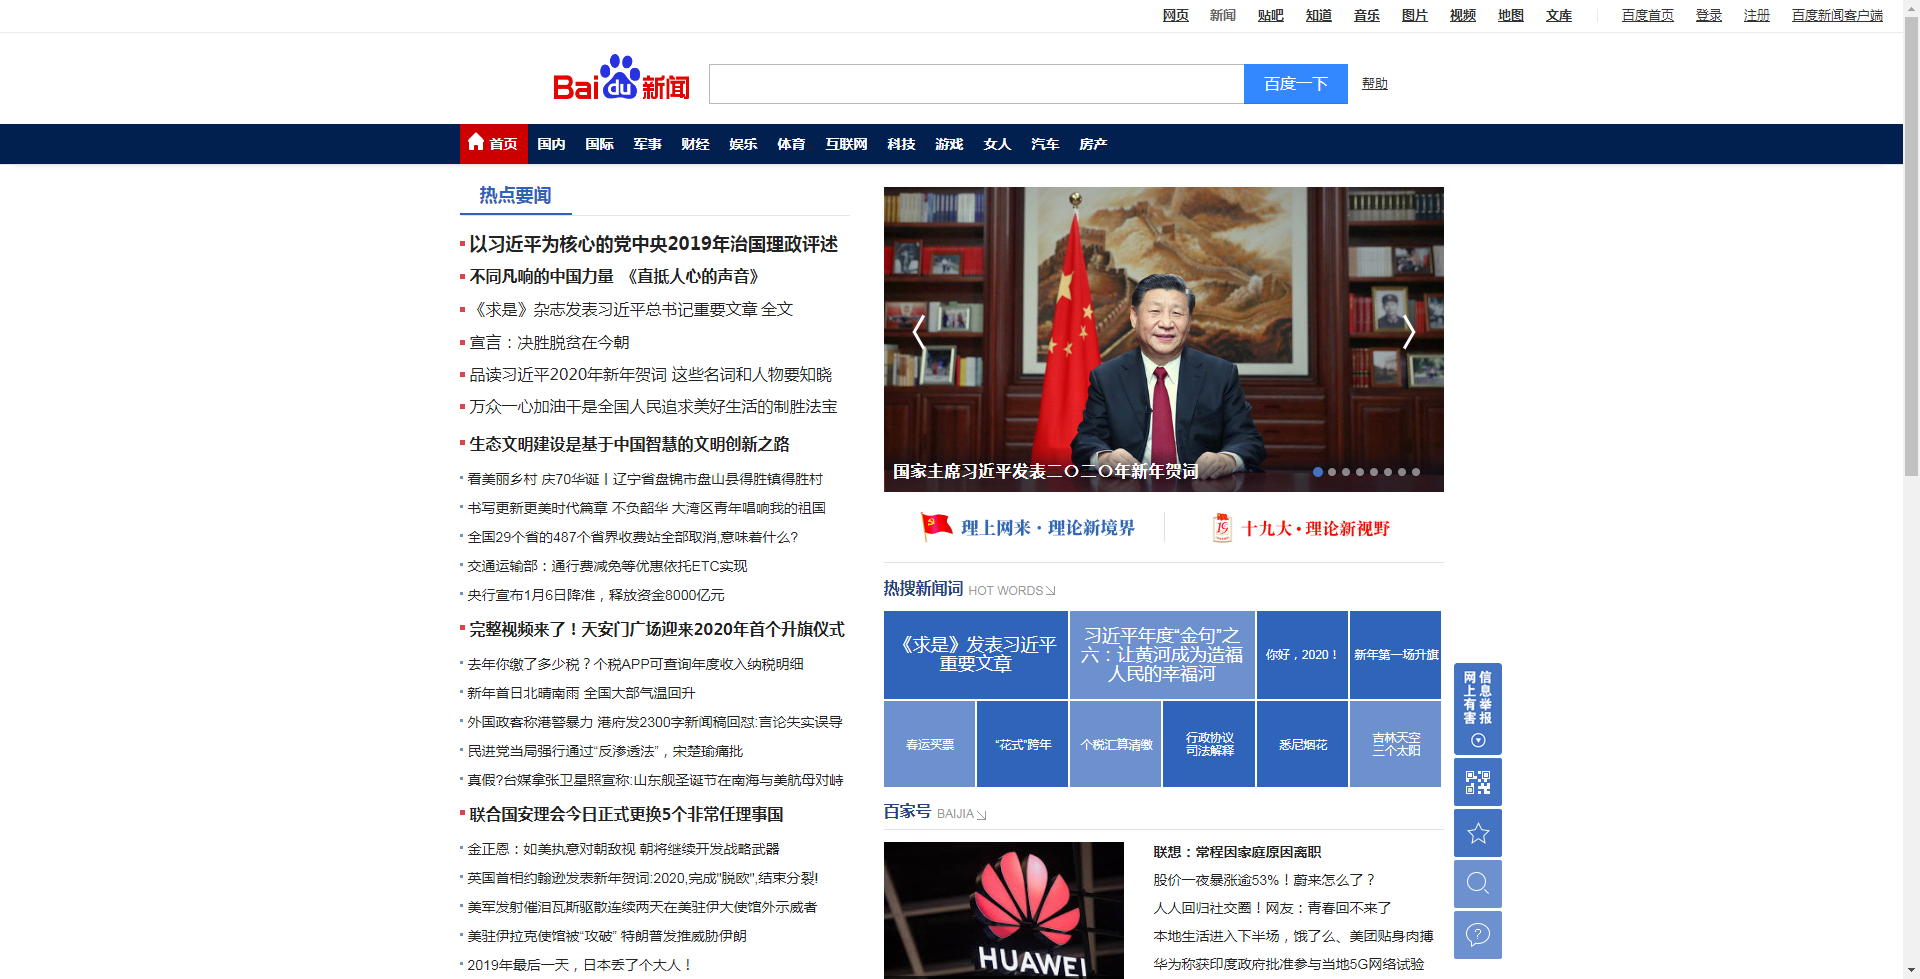 网页 新闻 贴吧 知道 音乐 图片 视频 地图 文库 百度首页 登录 注册 百度新闻客户端
Bai du 新闻 百度一下 帮助
首页 国内 国际 军事 财经 娱乐 体育 互联网 科技 游戏 女人 汽车 房产
热点要闻
以习近平为核心的党中央2019年治国理政评述
不同凡响的中国力量 《直抵人心的声音》
《求是》杂志发表习近平总书记重要文章 全文
宣言：决胜脱贫在今朝
品读习近平2020年新年贺词 这些名词和人物要知晓
万众一心加油干是全国人民追求美好生活的制胜法宝
生态文明建设是基于中国智慧的文明创新之路
看美丽乡村 庆70华诞丨辽宁省盘锦市盘山县得胜镇得胜村
书写更新更美时代篇章 不负韶华 大湾区青年唱响我的祖国
全国29个省的487个省界收费站全部取消,意味着什么?
交通运输部：通行费减免等优惠依托ETC实现
央行宣布1月6日降准，释放资金8000亿元
完整视频来了！天安门广场迎来2020年首个升旗仪式
去年你缴了多少税？个税APP可查询年度收入纳税明细
新年首日北晴南雨 全国大部气温回升
外国政客称港警暴力 港府发2300字新闻稿回怼:言论失实误导
民进党当局强行通过“反渗透法”，宋楚瑜痛批
真假?台媒拿张卫星照宣称:山东舰圣诞节在南海与美航母对峙
联合国安理会今日正式更换5个非常任理事国
金正恩：如美执意对朝敌视 朝将继续开发战略武器
英国首相约翰逊发表新年贺词:2020,完成"脱欧",结束分裂!
美军发射催泪瓦斯驱散连续两天在美驻伊大使馆外示威者
美驻伊拉克使馆被“攻破” 特朗普发推威胁伊朗
2019年最后一天，日本丢了个大人！
国家主席习近平发表二〇二〇年新年贺词
理上网来·理论新境界
19 十九大·理论新视野
热搜新闻词 HOT WORDS
《求是》发表习近平
重要文章
习近平年度“金句”之
六：让黄河成为造福
人民的幸福河
你好，2020！
新年第一场升旗
春运买票
“花式”跨年
个税汇算清缴
行政协议
司法解释
悉尼烟花
吉林天空
三个太阳
百家号 BAIJIA
HUAWEI
联想：常程因家庭原因离职
股价一夜暴涨逾53%！蔚来怎么了？
人人回归社交圈！网友：青春回不来了
本地生活进入下半场，饿了么、美团贴身肉搏
华为称获印度政府批准参与当地5G网络试验
网上有害
信息举报